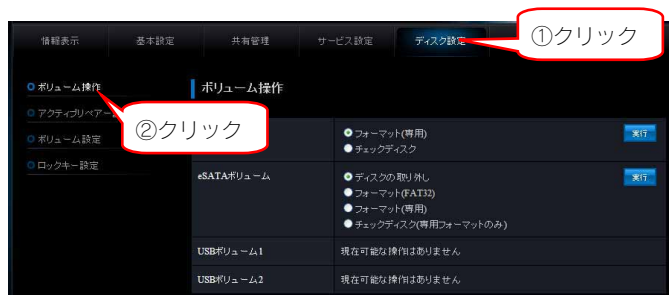 情報表示 基本設定 共有管理 サービス設定 ディスク設定
①クリック
ボリューム操作
アクティブリペア
ボリューム設定
ロックキー設定
②クリック
ボリューム操作
フォーマット(専用)
チェックディスク
実行
eSATAボリューム
ディスクの取り外し
フォーマット(FAT32)
フォーマット(専用)
チェックディスク(専用フォーマットのみ)
実行
USBボリューム1 現在可能な操作はありません
USBボリューム2 現在可能な操作はありません